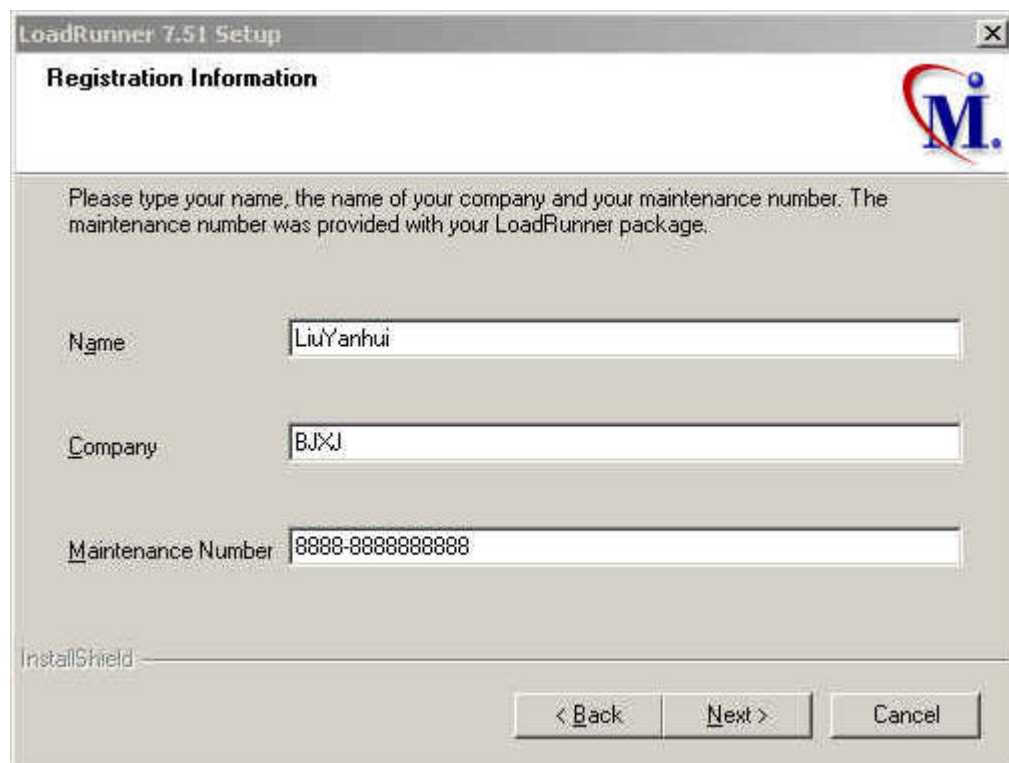 LoadRunner 7.51 Setup
Registration Information
M.
Please type your name, the name of your company and your maintenance number. The
maintenance number was provided with your LoadRunner package.
Name
LiuYanhui
Company
BJXJ
Maintenance Number
8888-8888888888
InstallShield
< Back
Next >
Cancel